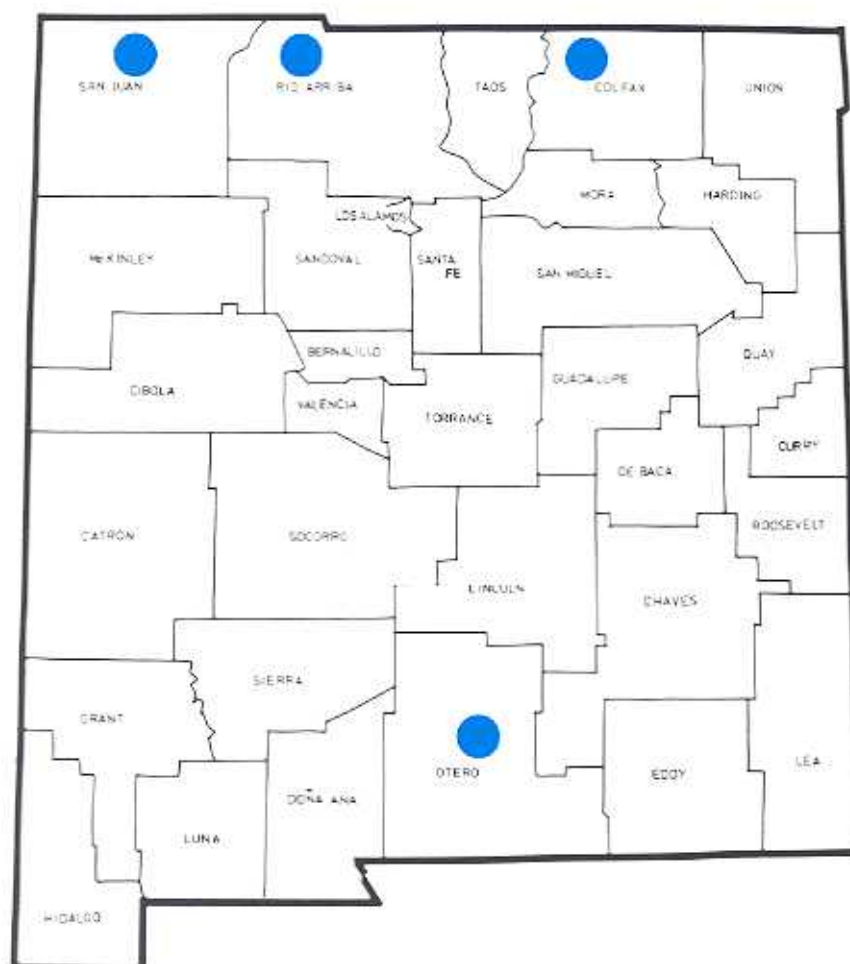 SAN JUAN
RIO ARRIBA
TAOS
COLFAX
UNION
MORA
HARDING
LOS ALAMOS
McKINLEY
SANDOVAL
SANTA
FE
SAN MIGUEL
BERNALILLO
QUAY
CIBOLA
GUADALUPE
VALENCIA
TORRANCE
CURRY
DE BACA
ROOSEVELT
CATRON
SOCORRO
LINCOLN
CHAVES
SIERRA
GRANT
OTERO
EDDY
LEA
DOÑA ANA
LUNA
HIDALGO